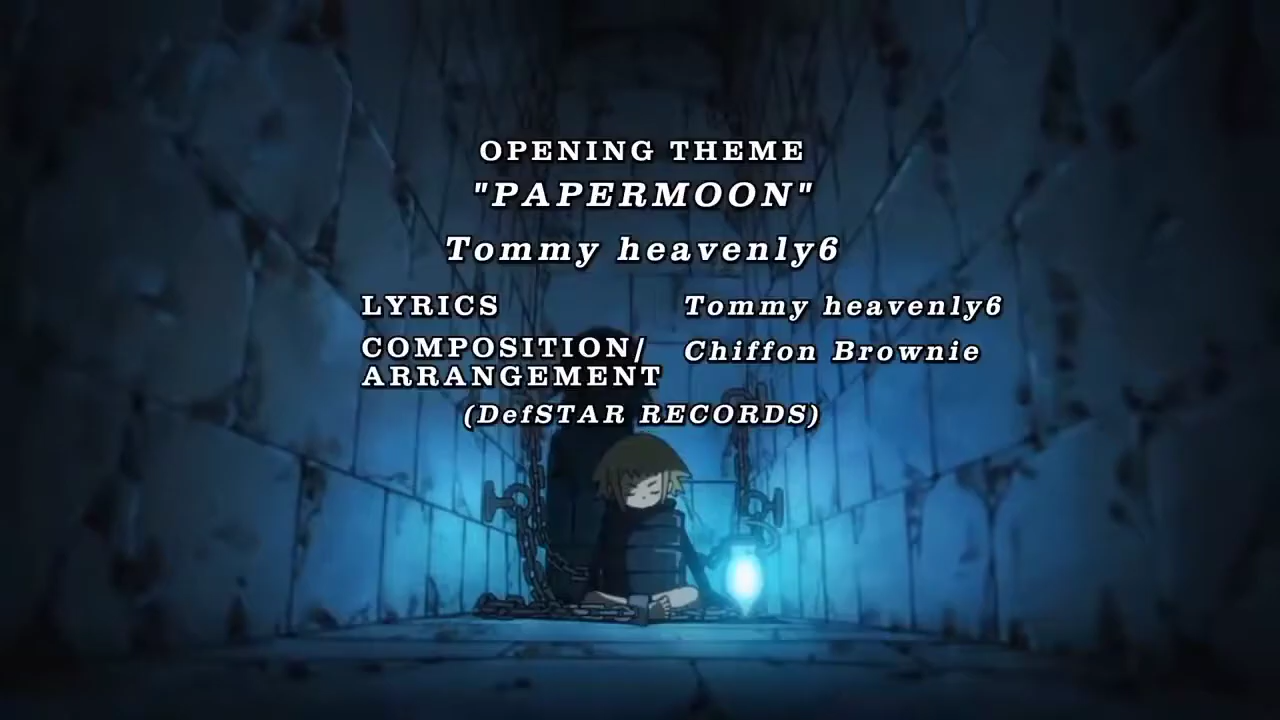 OPENING THEME
"PAPERMOON"
Tommy heavenly6
LYRICS Tommy heavenly6
COMPOSITION/ Chiffon Brownie
ARRANGEMENT
(DefSTAR RECORDS)